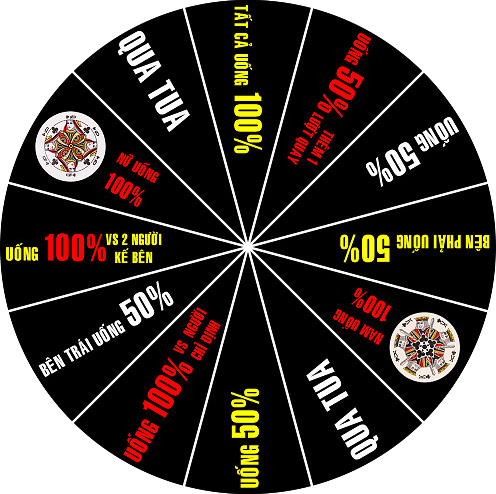 TẤT CẢ UỐNG 100%
UỐNG 50% THÊM 1
LƯỢT QUAY
UỐNG 50%
BÊN PHẢI UỐNG 50%
NAM UỐNG
100%
QUA TUA
UỐNG 50%
UỐNG 100% VS NGƯỜI
CHỈ ĐỊNH
BÊN TRÁI UỐNG 50%
UỐNG 100% VS 2 NGƯỜI
KẾ BÊN
NỮ UỐNG
100%
QUA TUA